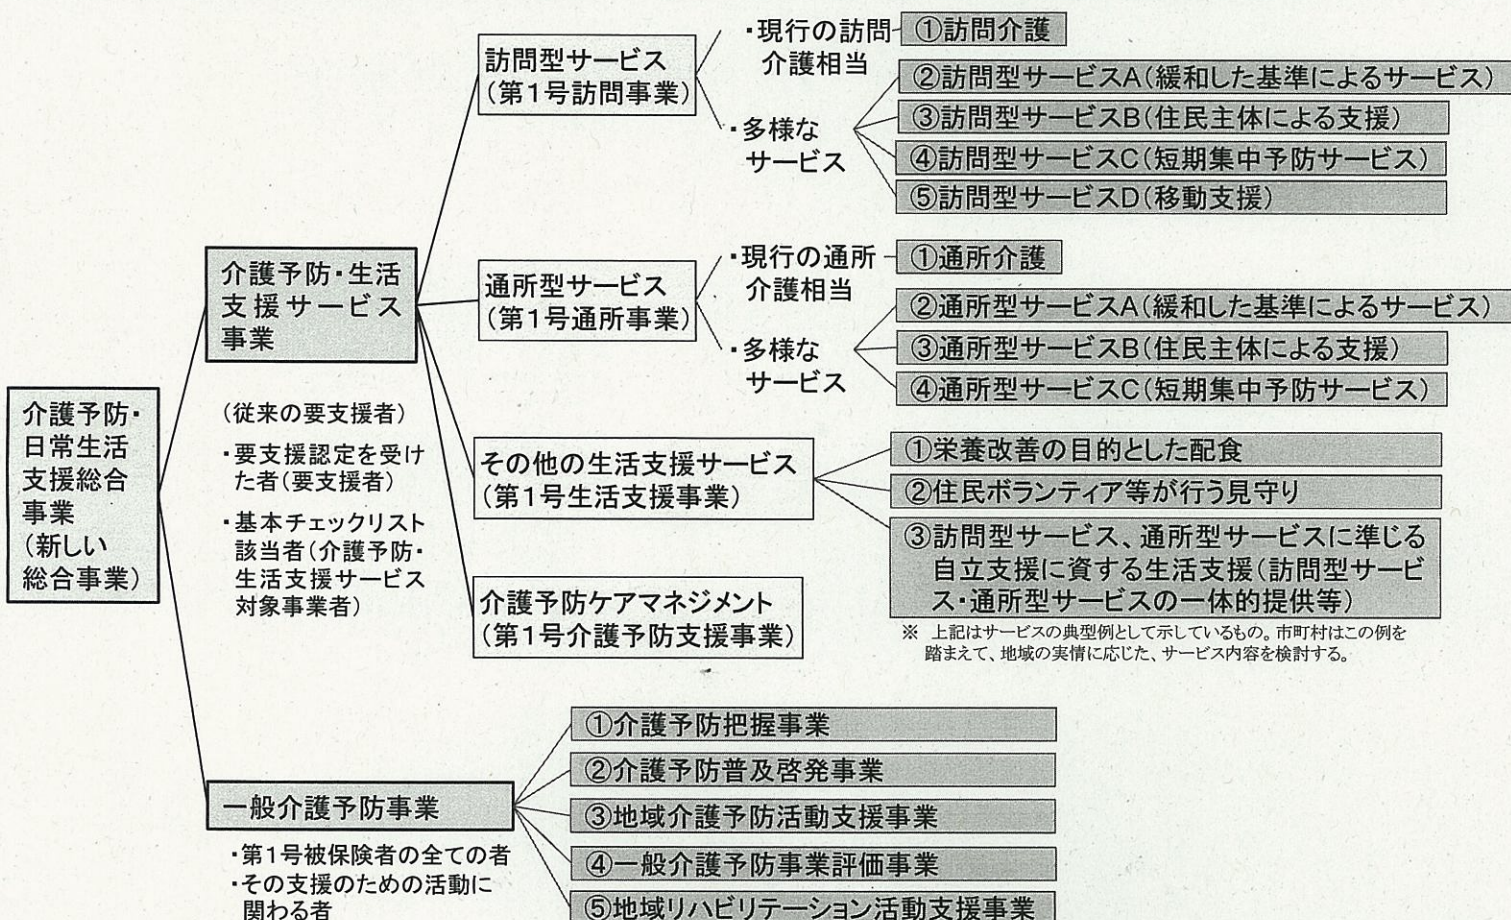 介護予防・
日常生活
支援総合
事業
(新しい
総合事業)
介護予防・生活
支援サービス
事業
(従来の要支援者)
・要支援認定を受け
た者(要支援者)
・基本チェックリスト
該当者(介護予防・
生活支援サービス
対象事業者)
訪問型サービス
(第1号訪問事業)
・現行の訪問
介護相当
①訪問介護
・多様な
サービス
②訪問型サービスA(緩和した基準によるサービス)
③訪問型サービスB(住民主体による支援)
④訪問型サービスC(短期集中予防サービス)
⑤訪問型サービスD(移動支援)
通所型サービス
(第1号通所事業)
・現行の通所
介護相当
①通所介護
・多様な
サービス
②通所型サービスA(緩和した基準によるサービス)
③通所型サービスB(住民主体による支援)
④通所型サービスC(短期集中予防サービス)
その他の生活支援サービス
(第1号生活支援事業)
①栄養改善の目的とした配食
②住民ボランティア等が行う見守り
③訪問型サービス、通所型サービスに準じる
自立支援に資する生活支援(訪問型サービ
ス・通所型サービスの一体的提供等)
※ 上記はサービスの典型例として示しているもの。市町村はこの例を
踏まえて、地域の実情に応じた、サービス内容を検討する。
介護予防ケアマネジメント
(第1号介護予防支援事業)
一般介護予防事業
・第1号被保険者の全ての者
・その支援のための活動に
関わる者
①介護予防把握事業
②介護予防普及啓発事業
③地域介護予防活動支援事業
④一般介護予防事業評価事業
⑤地域リハビリテーション活動支援事業